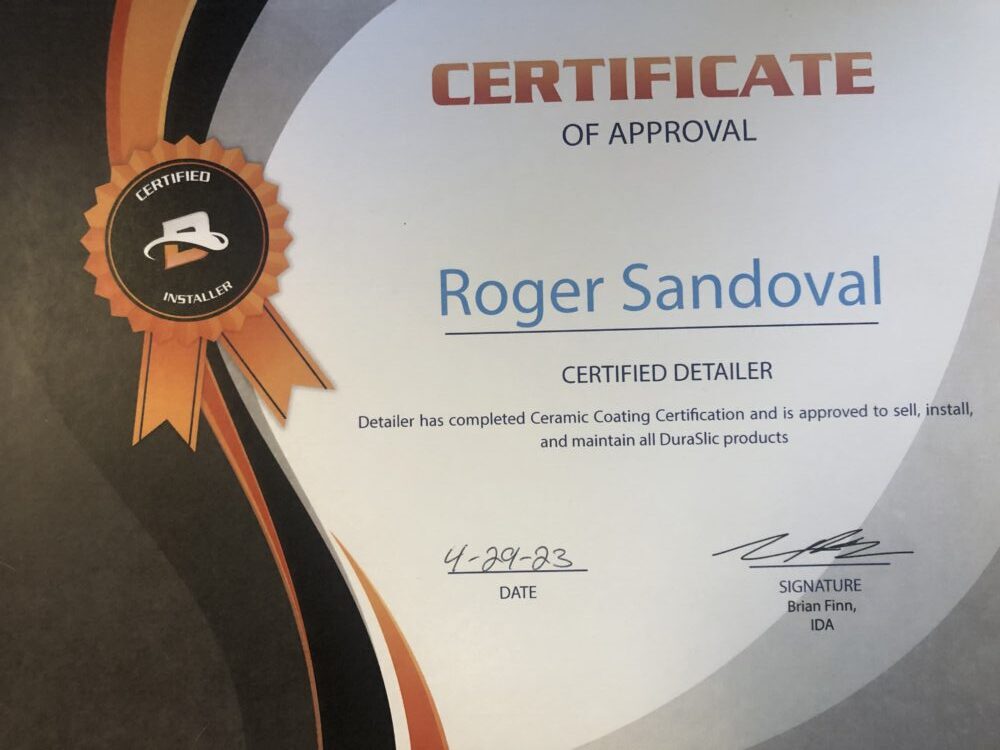 CERTIFICATE
OF APPROVAL
CERTIFIED
INSTALLER
Roger Sandoval
CERTIFIED DETAILER
Detailer has completed Ceramic Coating Certification and is approved to sell, install,
and maintain all DuraSlic products
4-29-23
DATE
SIGNATURE
Brian Finn,
IDA